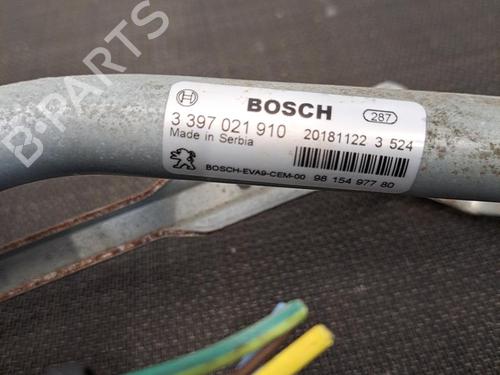 BOSCH
287
3 397 021 910
20181122 3 524
Made in Serbia
BOSCH-EVA9-CEM-00 98 154 977 80
B-PARTS